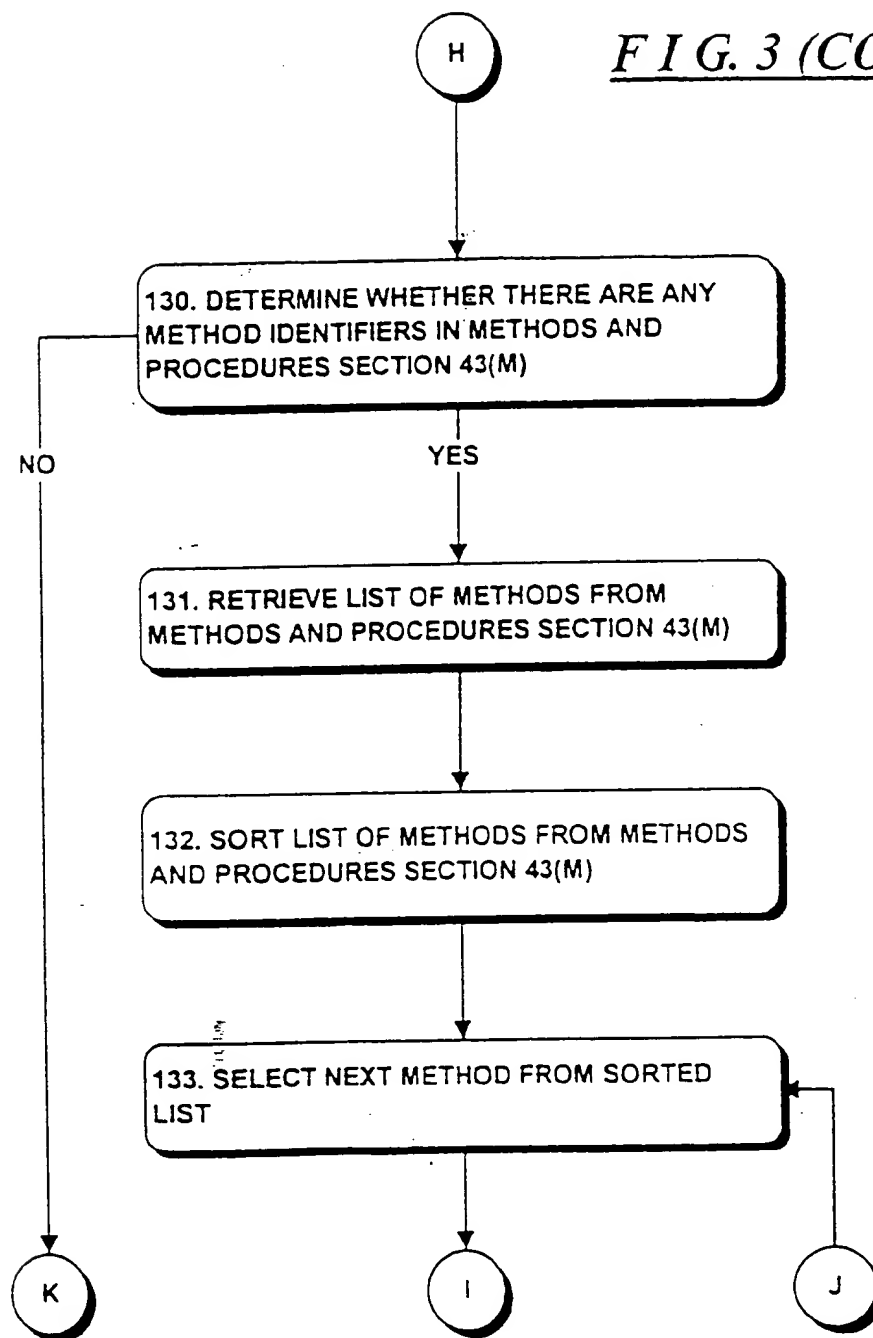 H
F I G. 3 (CO
130. DETERMINE WHETHER THERE ARE ANY
METHOD IDENTIFIERS IN METHODS AND
PROCEDURES SECTION 43(M)
NO
YES
131. RETRIEVE LIST OF METHODS FROM
METHODS AND PROCEDURES SECTION 43(M)
132. SORT LIST OF METHODS FROM METHODS
AND PROCEDURES SECTION 43(M)
133. SELECT NEXT METHOD FROM SORTED
LIST
K
I
J